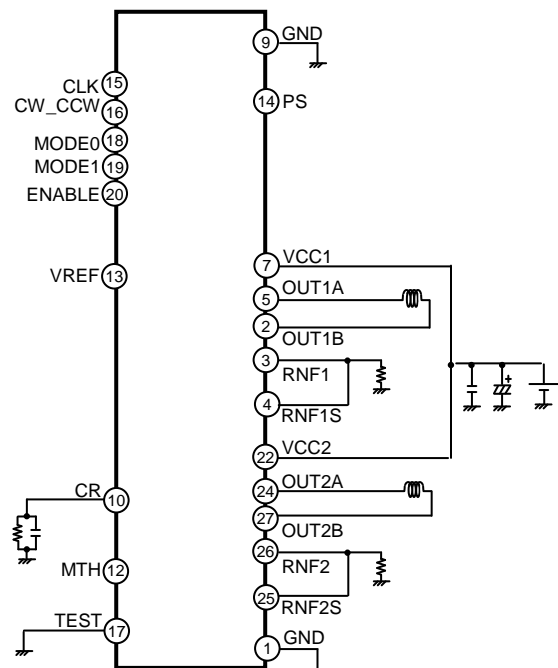 9 GND
15 CLK
14 PS
CW_CCW 16
MODE0 18
MODE1 19
ENABLE 20
7 VCC1
VREF 13
5 OUT1A
2 OUT1B
3 RNF1
4 RNF1S
+
22 VCC2
CR 10
24 OUT2A
27 OUT2B
26 RNF2
MTH 12
25 RNF2S
TEST 17
1 GND